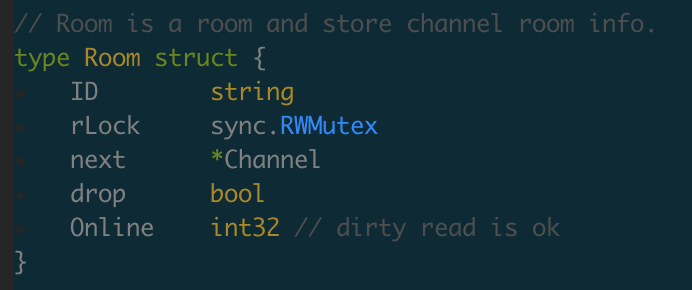 // Room is a room and store channel room info.
type Room struct {
    ID        string
    rLock     sync.RWMutex
    next      *Channel
    drop      bool
    Online    int32 // dirty read is ok
}